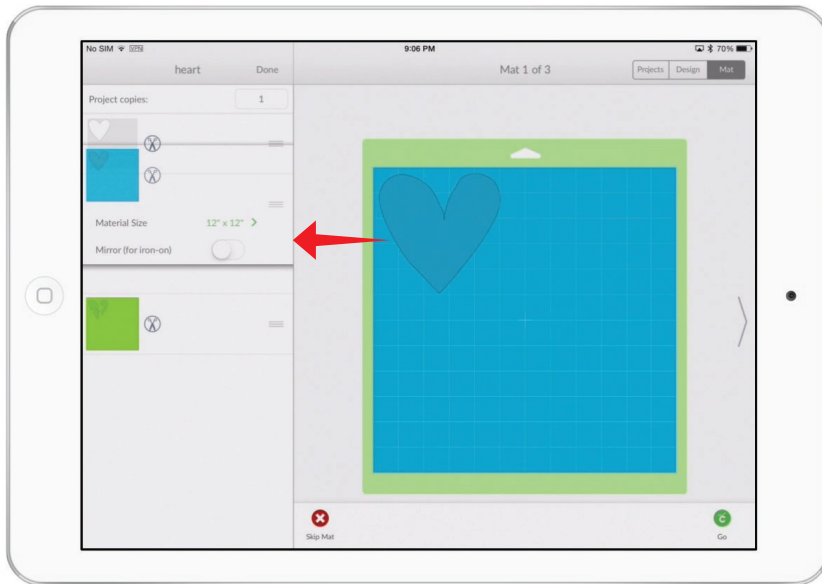 No SIM VPN 9:06 PM 70%
heart Done Mat 1 of 3 Projects Design Mat
Project copies: 1
Material Size 12" x 12" >
Mirror (for iron-on)
Skip Mat C Go